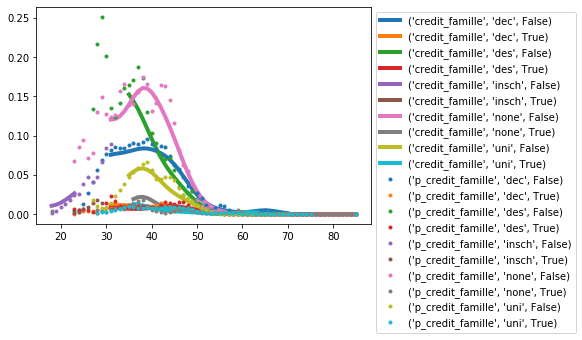 0.25
0.20
0.15
0.10
0.05
0.00
20 30 40 50 60 70 80
('credit_famille', 'dec', False)
('credit_famille', 'dec', True)
('credit_famille', 'des', False)
('credit_famille', 'des', True)
('credit_famille', 'insch', False)
('credit_famille', 'insch', True)
('credit_famille', 'none', False)
('credit_famille', 'none', True)
('credit_famille', 'uni', False)
('credit_famille', 'uni', True)
('p_credit_famille', 'dec', False)
('p_credit_famille', 'dec', True)
('p_credit_famille', 'des', False)
('p_credit_famille', 'des', True)
('p_credit_famille', 'insch', False)
('p_credit_famille', 'insch', True)
('p_credit_famille', 'none', False)
('p_credit_famille', 'none', True)
('p_credit_famille', 'uni', False)
('p_credit_famille', 'uni', True)